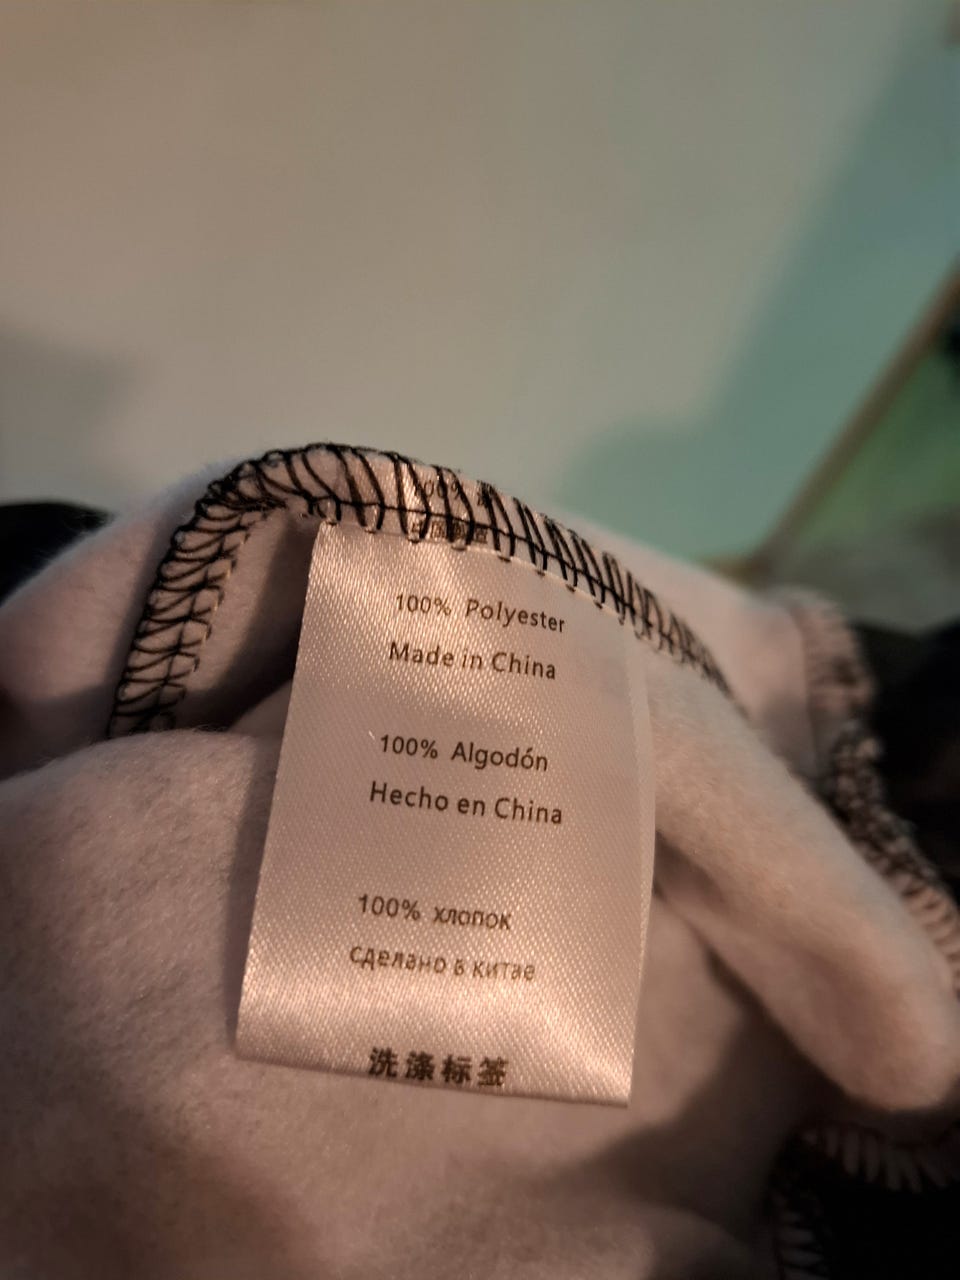 100% Polyester
Made in China
100% Algodón
Hecho en China
100% хлопок
сделано в китае
洗涤标签